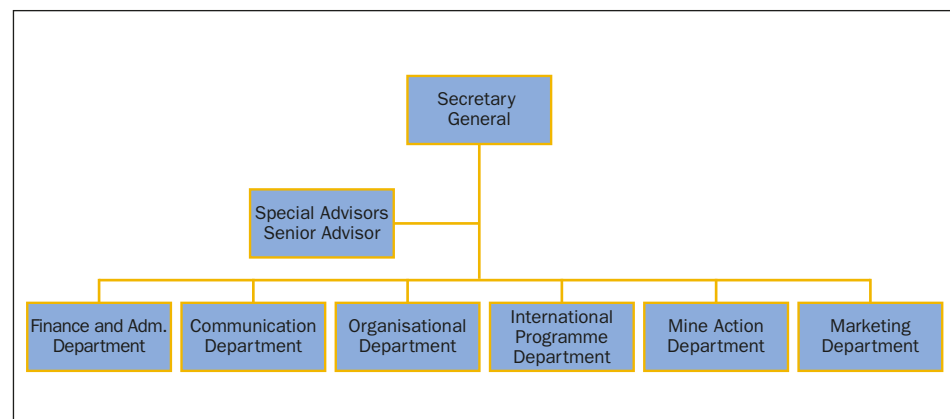 Secretary
General
Special Advisors
Senior Advisor
Finance and Adm.
Department
Communication
Department
Organisational
Department
International
Programme
Department
Mine Action
Department
Marketing
Department